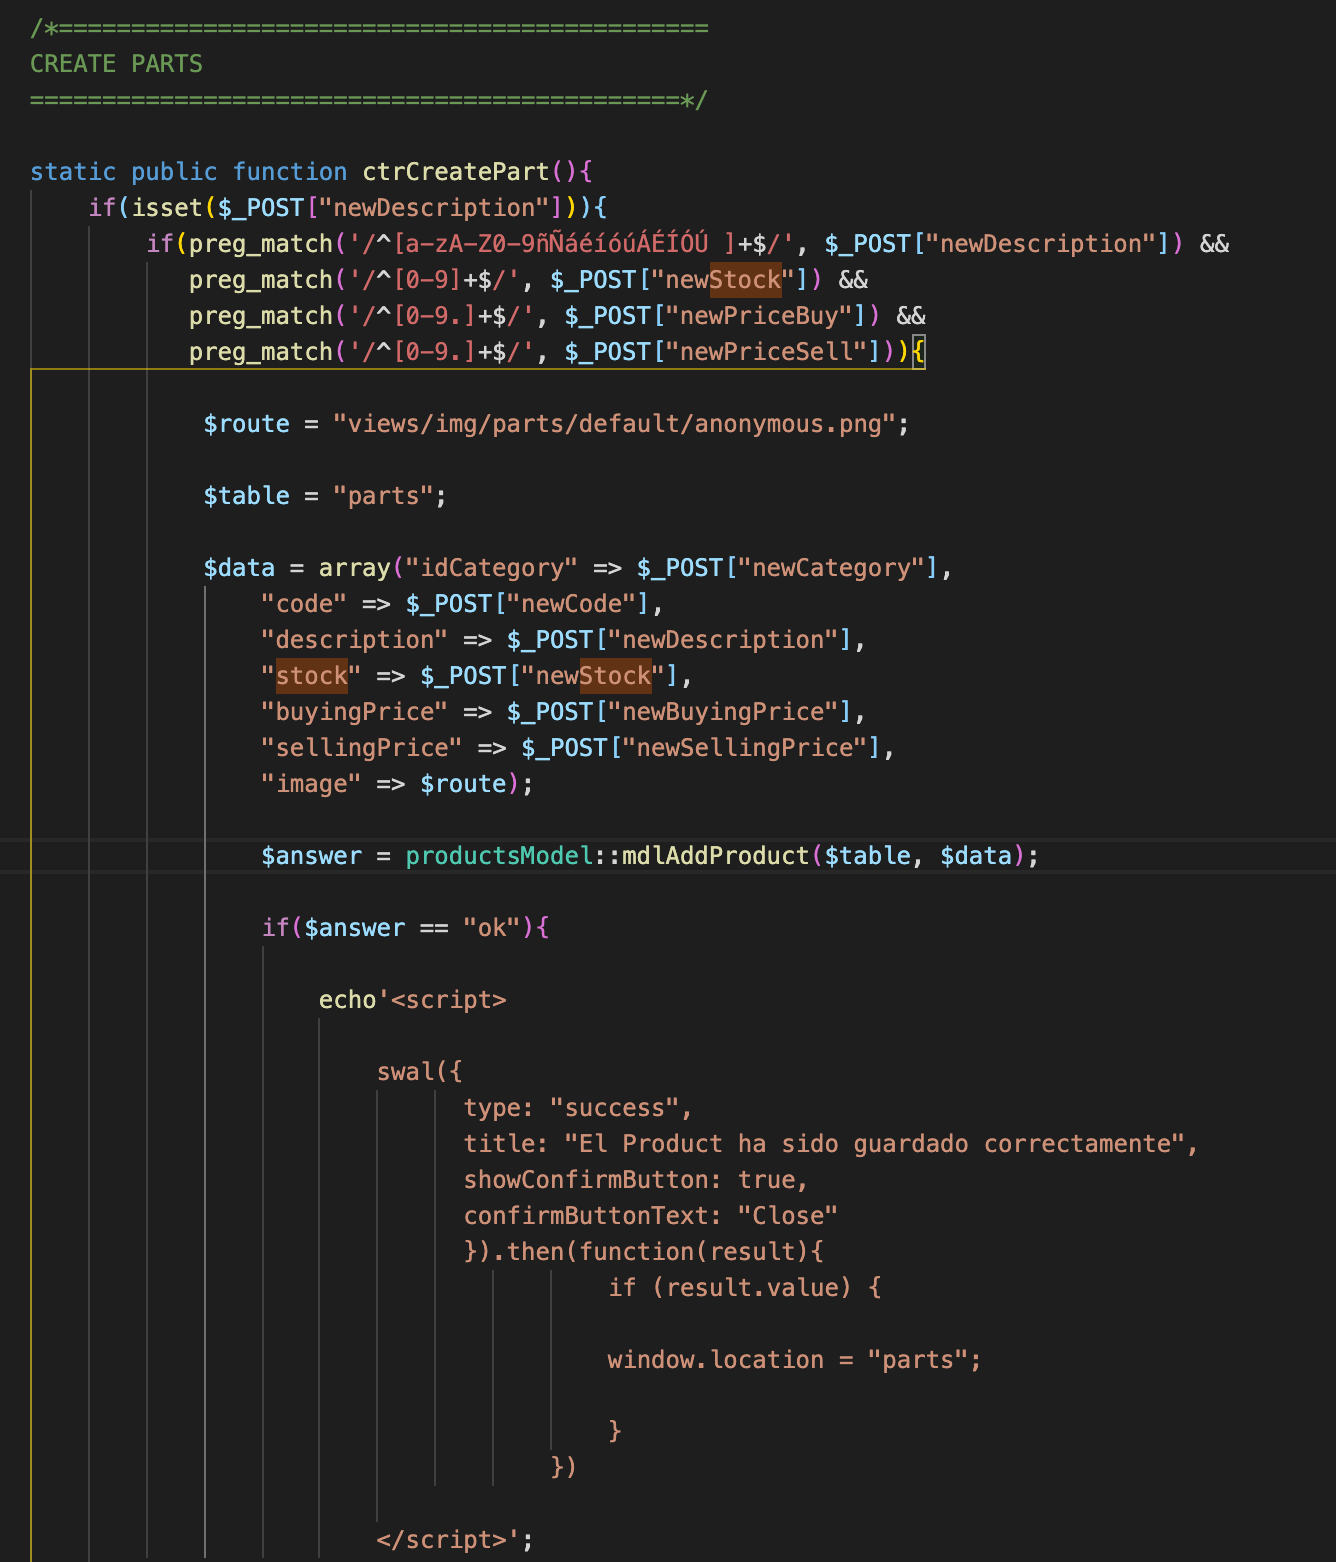 /*=============================================
CREATE PARTS
=============================================*/
static public function ctrCreatePart(){
if(isset($_POST["newDescription"])){
if(preg_match('/^[a-zA-Z0-9ñÑáéíóúÁÉÍÓÚ ]+$/', $_POST["newDescription"]) &&
preg_match('/^[0-9]+$/', $_POST["newStock"]) &&
preg_match('/^[0-9.]+$/', $_POST["newPriceBuy"]) &&
preg_match('/^[0-9.]+$/', $_POST["newPriceSell"])){
$route = "views/img/parts/default/anonymous.png";
$table = "parts";
$data = array("idCategory" => $_POST["newCategory"],
"code" => $_POST["newCode"],
"description" => $_POST["newDescription"],
"stock" => $_POST["newStock"],
"buyingPrice" => $_POST["newBuyingPrice"],
"sellingPrice" => $_POST["newSellingPrice"],
"image" => $route);
$answer = productsModel::mdlAddProduct($table, $data);
if($answer == "ok"){
echo'<script>
swal({
type: "success",
title: "El Product ha sido guardado correctamente",
showConfirmButton: true,
confirmButtonText: "Close"
}).then(function(result){
if (result.value) {
window.location = "parts";
}
})
</script>';